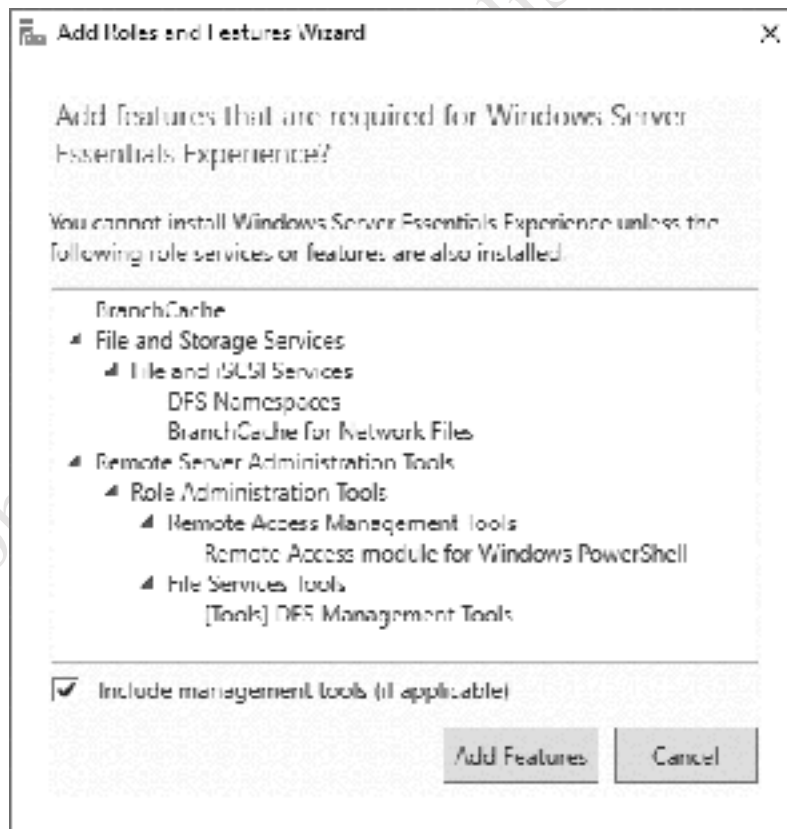 Add Roles and Features Wizard
Add features that are required for Windows Server
Essentials Experience?
You cannot install Windows Server Essentials Experience unless the
following role services or features are also installed.
BranchCache
File and Storage Services
File and iSCSI Services
DFS Namespaces
BranchCache for Network Files
Remote Server Administration Tools
Role Administration Tools
Remote Access Management Tools
Remote Access module for Windows PowerShell
File Services Tools
[Tools] DFS Management Tools
Include management tools (if applicable)
Add Features
Cancel